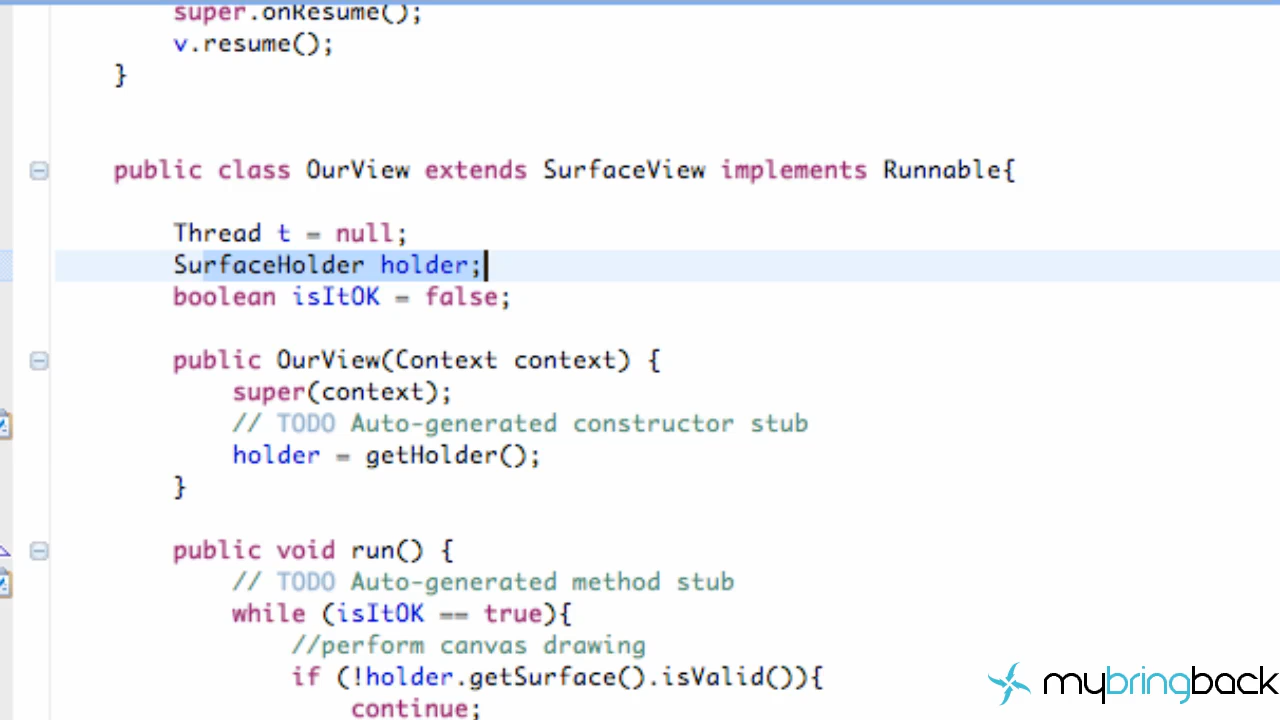 super.onResume();
v.resume();
}
public class OurView extends SurfaceView implements Runnable{
Thread t = null;
SurfaceHolder holder;
boolean isItOK = false;
public OurView(Context context) {
super(context);
// TODO Auto-generated constructor stub
holder = getHolder();
}
public void run() {
// TODO Auto-generated method stub
while (isItOK == true){
//perform canvas drawing
if (!holder.getSurface().isValid()){
continue;
mybringback